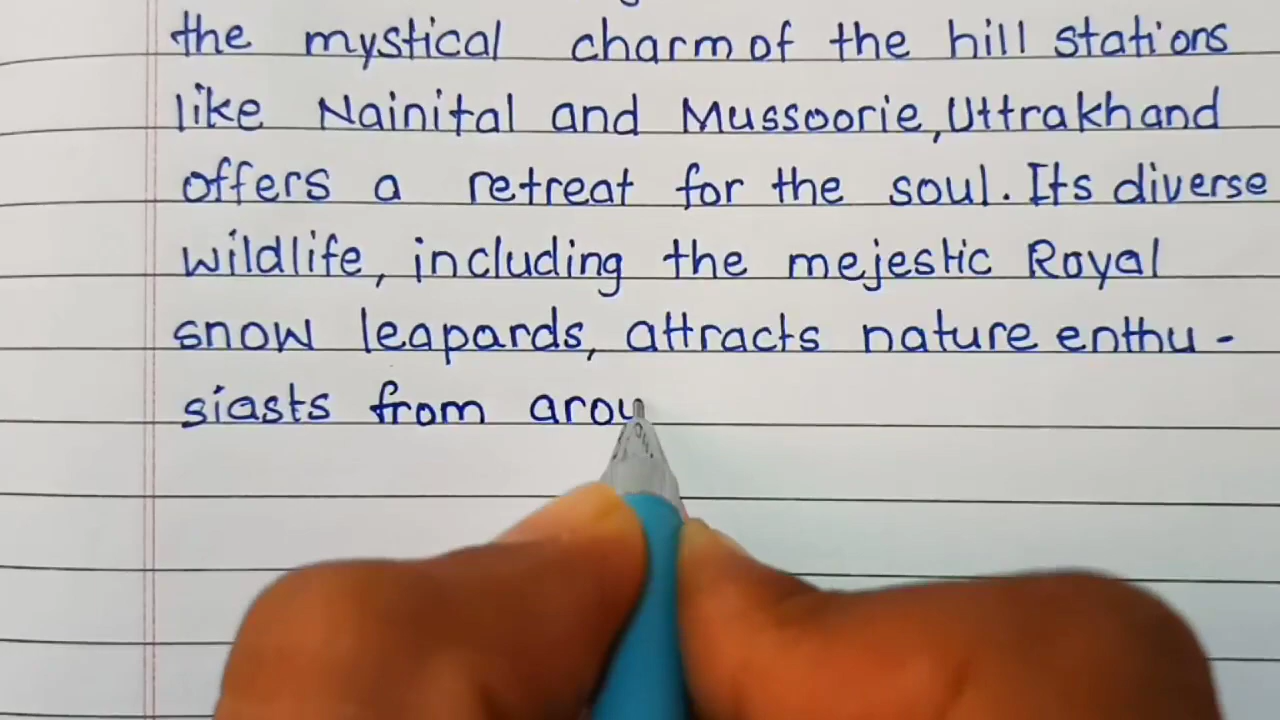 the mystical charm of the hill stations
like Nainital and Mussoorie, Uttrakhand
offers a retreat for the soul. Its diverse
wildlife, including the mejestic Royal
snow leapards, attracts nature enthu-
siasts from arou